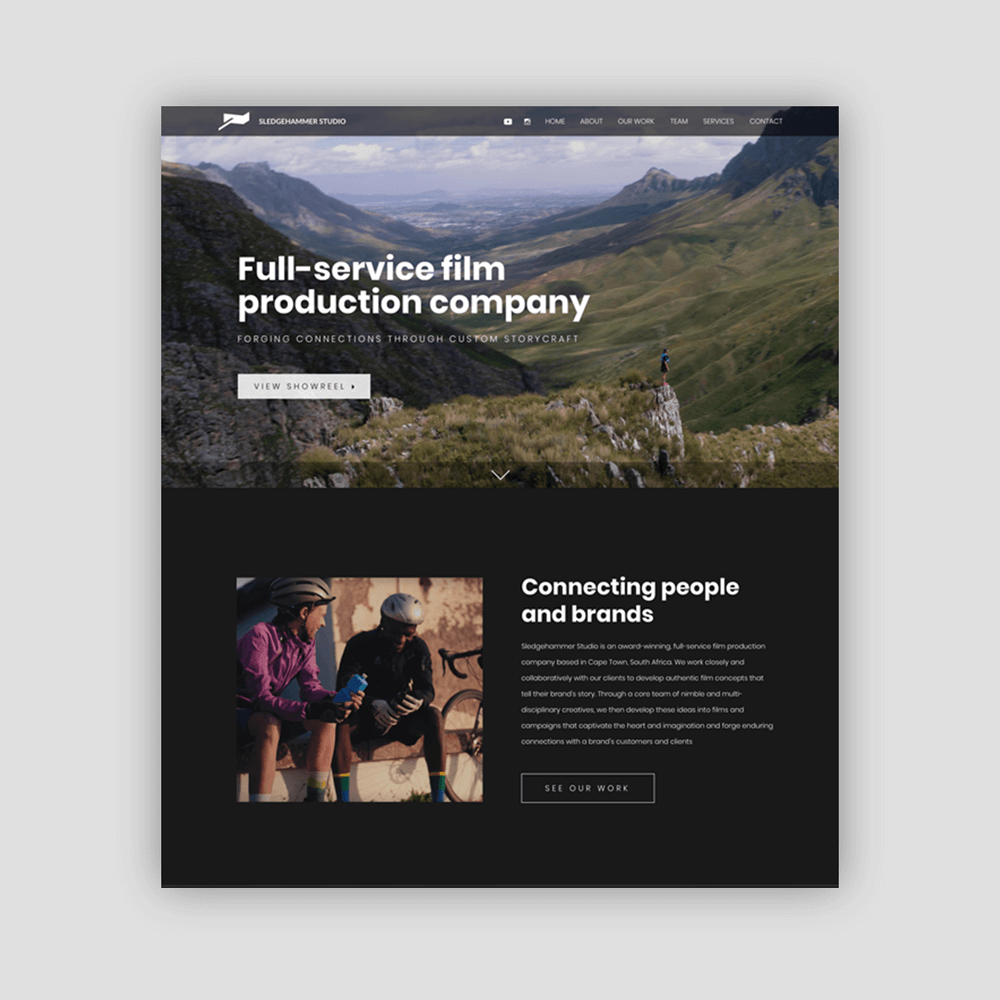 SLEDGEHAMMER STUDIO
HOME ABOUT OUR WORK TEAM SERVICES CONTACT
Full-service film
production company
FORGING CONNECTIONS THROUGH CUSTOM STORYCRAFT
VIEW SHOWREEL
Connecting people
and brands
Sledgehammer Studio is an award-winning, full-service film production
company based in Cape Town, South Africa. We work closely and
collaboratively with our clients to develop authentic film concepts that
tell their brand's story. Through a core team of nimble and multi-
disciplinary creatives, we then develop these ideas into films and
campaigns that captivate the heart and imagination and forge enduring
connections with a brand's customers and clients
SEE OUR WORK